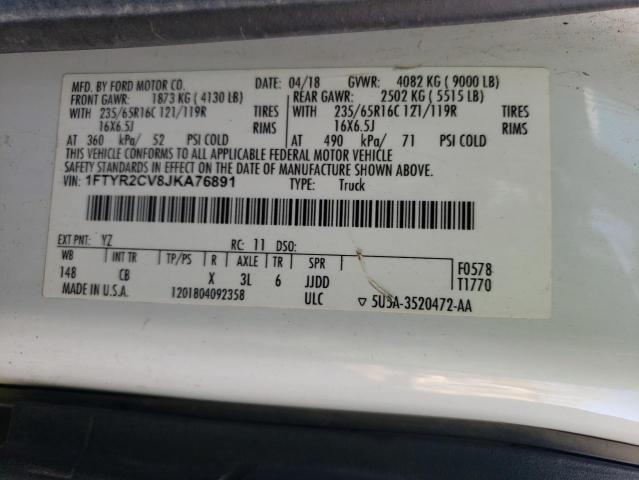 MFD. BY FORD MOTOR CO. DATE: 04/18 GVWR: 4082 KG ( 9000 LB)
FRONT GAWR: 1873 KG ( 4130 LB) REAR GAWR: 2502 KG ( 5515 LB)
WITH 235/65R16C 121/119R TIRES WITH 235/65R16C 121/119R TIRES
16X6.5J RIMS 16X6.5J RIMS
AT 360 kPa/ 52 PSI COLD AT 490 kPa/ 71 PSI COLD
THIS VEHICLE CONFORMS TO ALL APPLICABLE FEDERAL MOTOR VEHICLE
SAFETY STANDARDS IN EFFECT ON THE DATE OF MANUFACTURE SHOWN ABOVE.
VIN: 1FTYR2CV8JKA76891 TYPE: Truck
EXT PNT: YZ RC: 11 DSO:
WB INT TR TP/PS R AXLE TR SPR F0578
148 CB X 3L 6 JJDD T1770
MADE IN U.S.A. 1201804092358 ULC ▽ 5U5A-3520472-AA